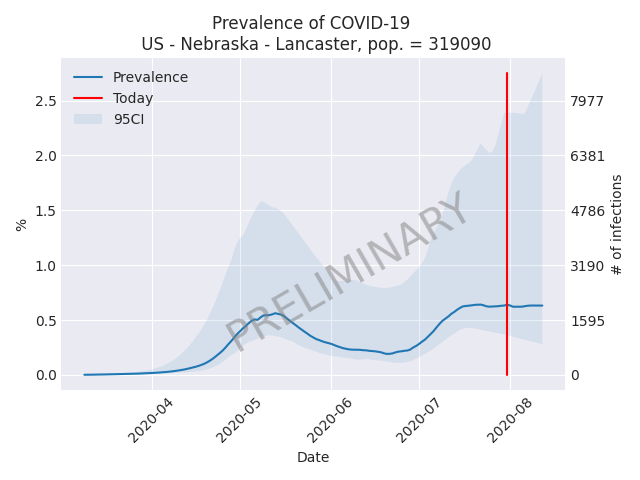 Prevalence of COVID-19
US - Nebraska - Lancaster, pop. = 319090
Prevalence
Today
95CI
PRELIMINARY
%
2.5
2.0
1.5
1.0
0.5
0.0
7977
6381
4786
3190
1595
0
# of infections
2020-04
2020-05
2020-06
2020-07
2020-08
Date